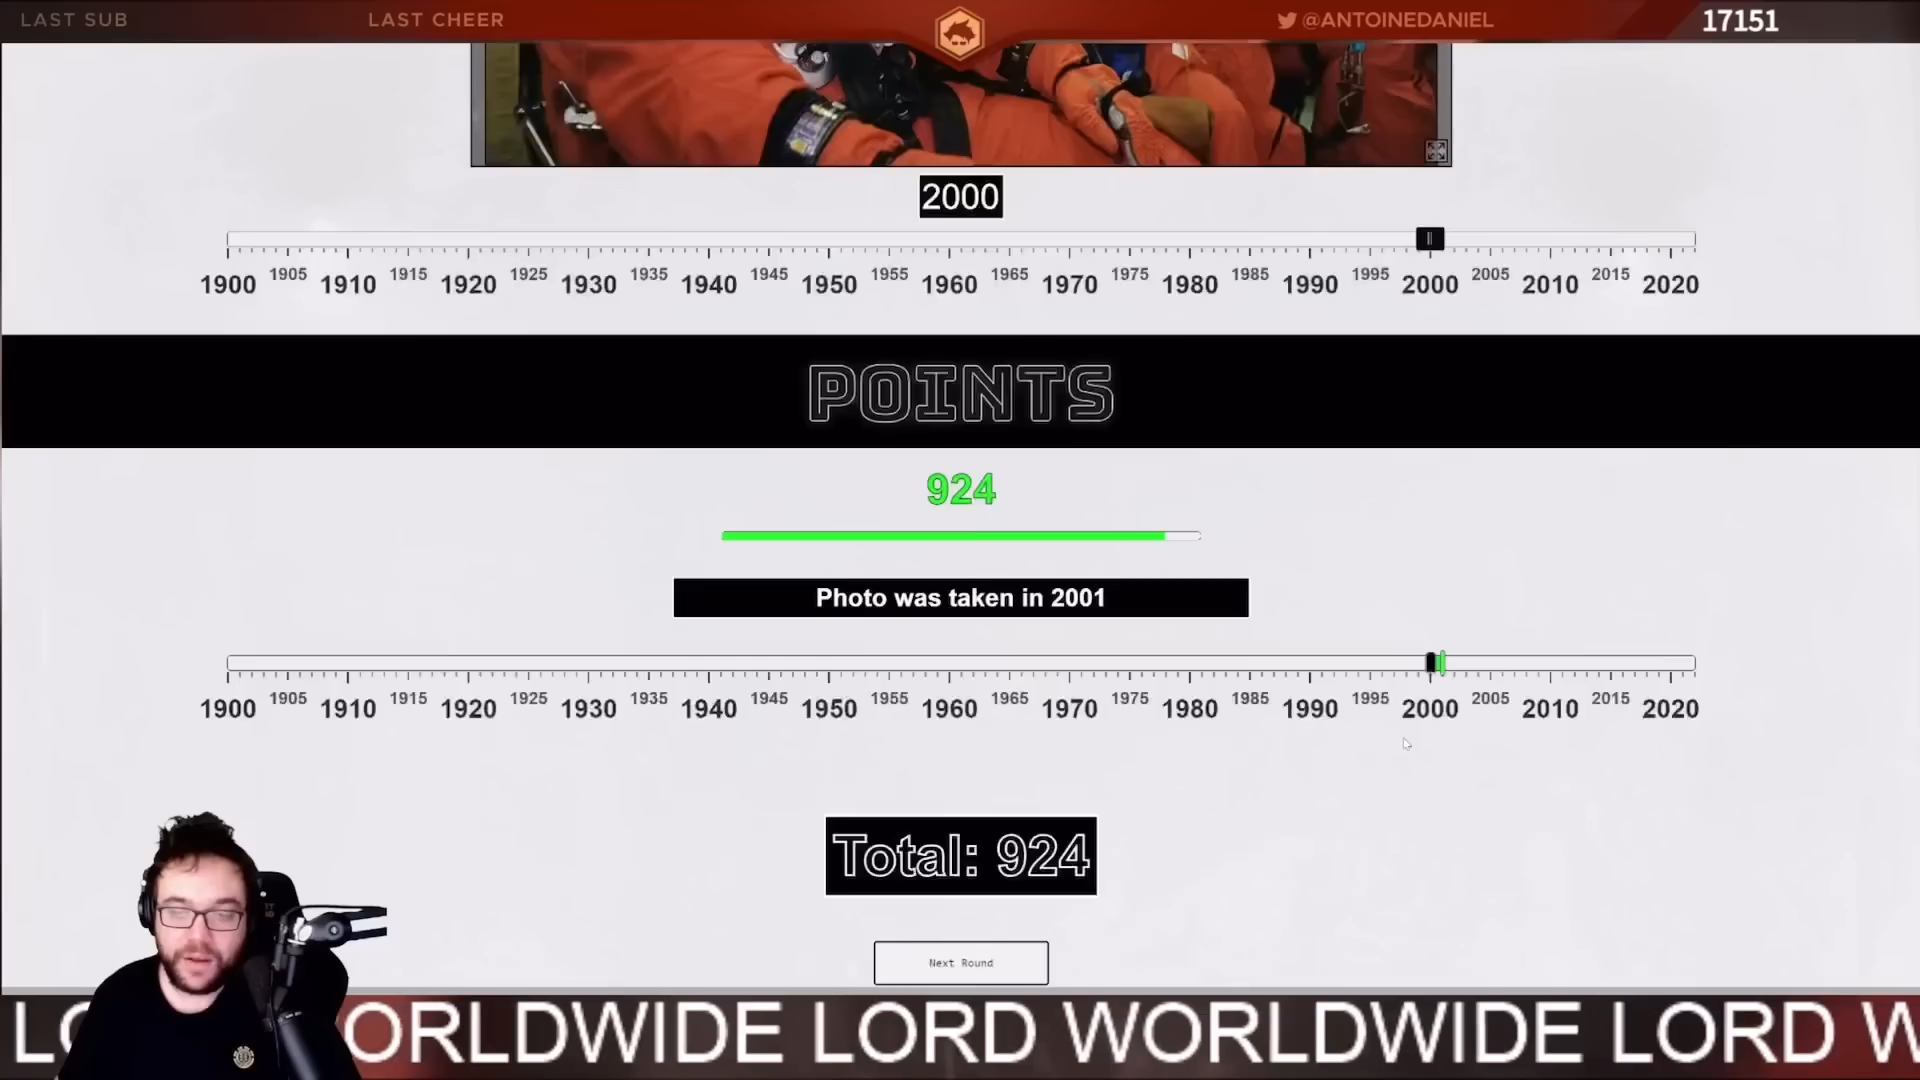 LAST SUB
LAST CHEER
@ANTOINEDANIEL
17151
2000
1900 1905 1910 1915 1920 1925 1930 1935 1940 1945 1950 1955 1960 1965 1970 1975 1980 1985 1990 1995 2000 2005 2010 2015 2020
POINTS
924
Photo was taken in 2001
1900 1905 1910 1915 1920 1925 1930 1935 1940 1945 1950 1955 1960 1965 1970 1975 1980 1985 1990 1995 2000 2005 2010 2015 2020
Total: 924
Next Round
LO ORLDWIDE LORD WORLDWIDE LORD W